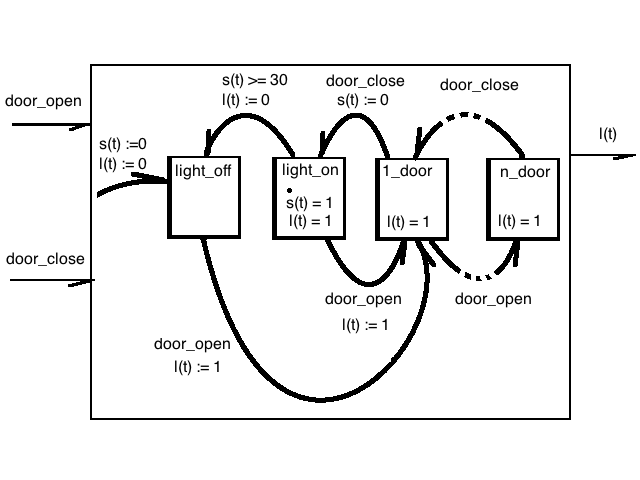 s(t) >= 30
l(t) := 0
door_close
s(t) := 0
door_close
door_open
l(t)
s(t) :=0
l(t) := 0
light_off
light_on
s(t) = 1
l(t) = 1
1_door
l(t) = 1
n_door
l(t) = 1
door_close
door_open
l(t) := 1
door_open
door_open
l(t) := 1